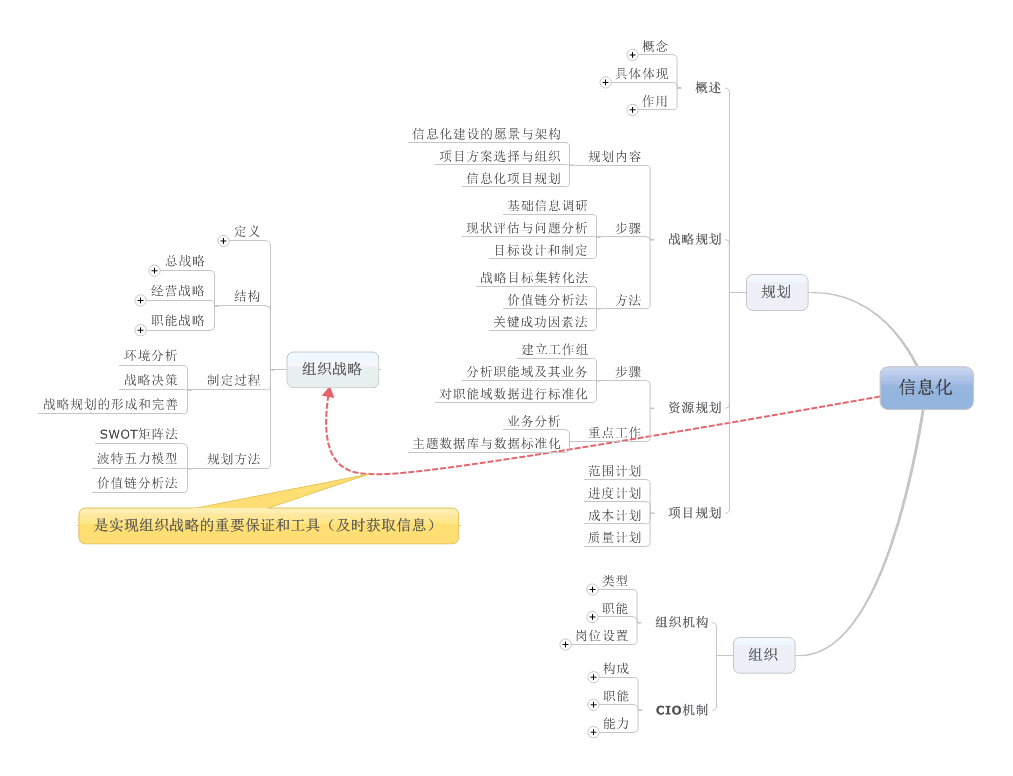 信息化
规划
概述
概念
具体体现
作用
战略规划
规划内容
信息化建设的愿景与架构
项目方案选择与组织
信息化项目规划
步骤
基础信息调研
现状评估与问题分析
目标设计和制定
方法
战略目标集转化法
价值链分析法
关键成功因素法
资源规划
步骤
建立工作组
分析职能域及其业务
对职能域数据进行标准化
重点工作
业务分析
主题数据库与数据标准化
项目规划
范围计划
进度计划
成本计划
质量计划
组织
组织机构
类型
职能
岗位设置
CIO机制
构成
职能
能力
组织战略
定义
结构
总战略
经营战略
职能战略
制定过程
环境分析
战略决策
战略规划的形成和完善
规划方法
SWOT矩阵法
波特五力模型
价值链分析法
是实现组织战略的重要保证和工具（及时获取信息）